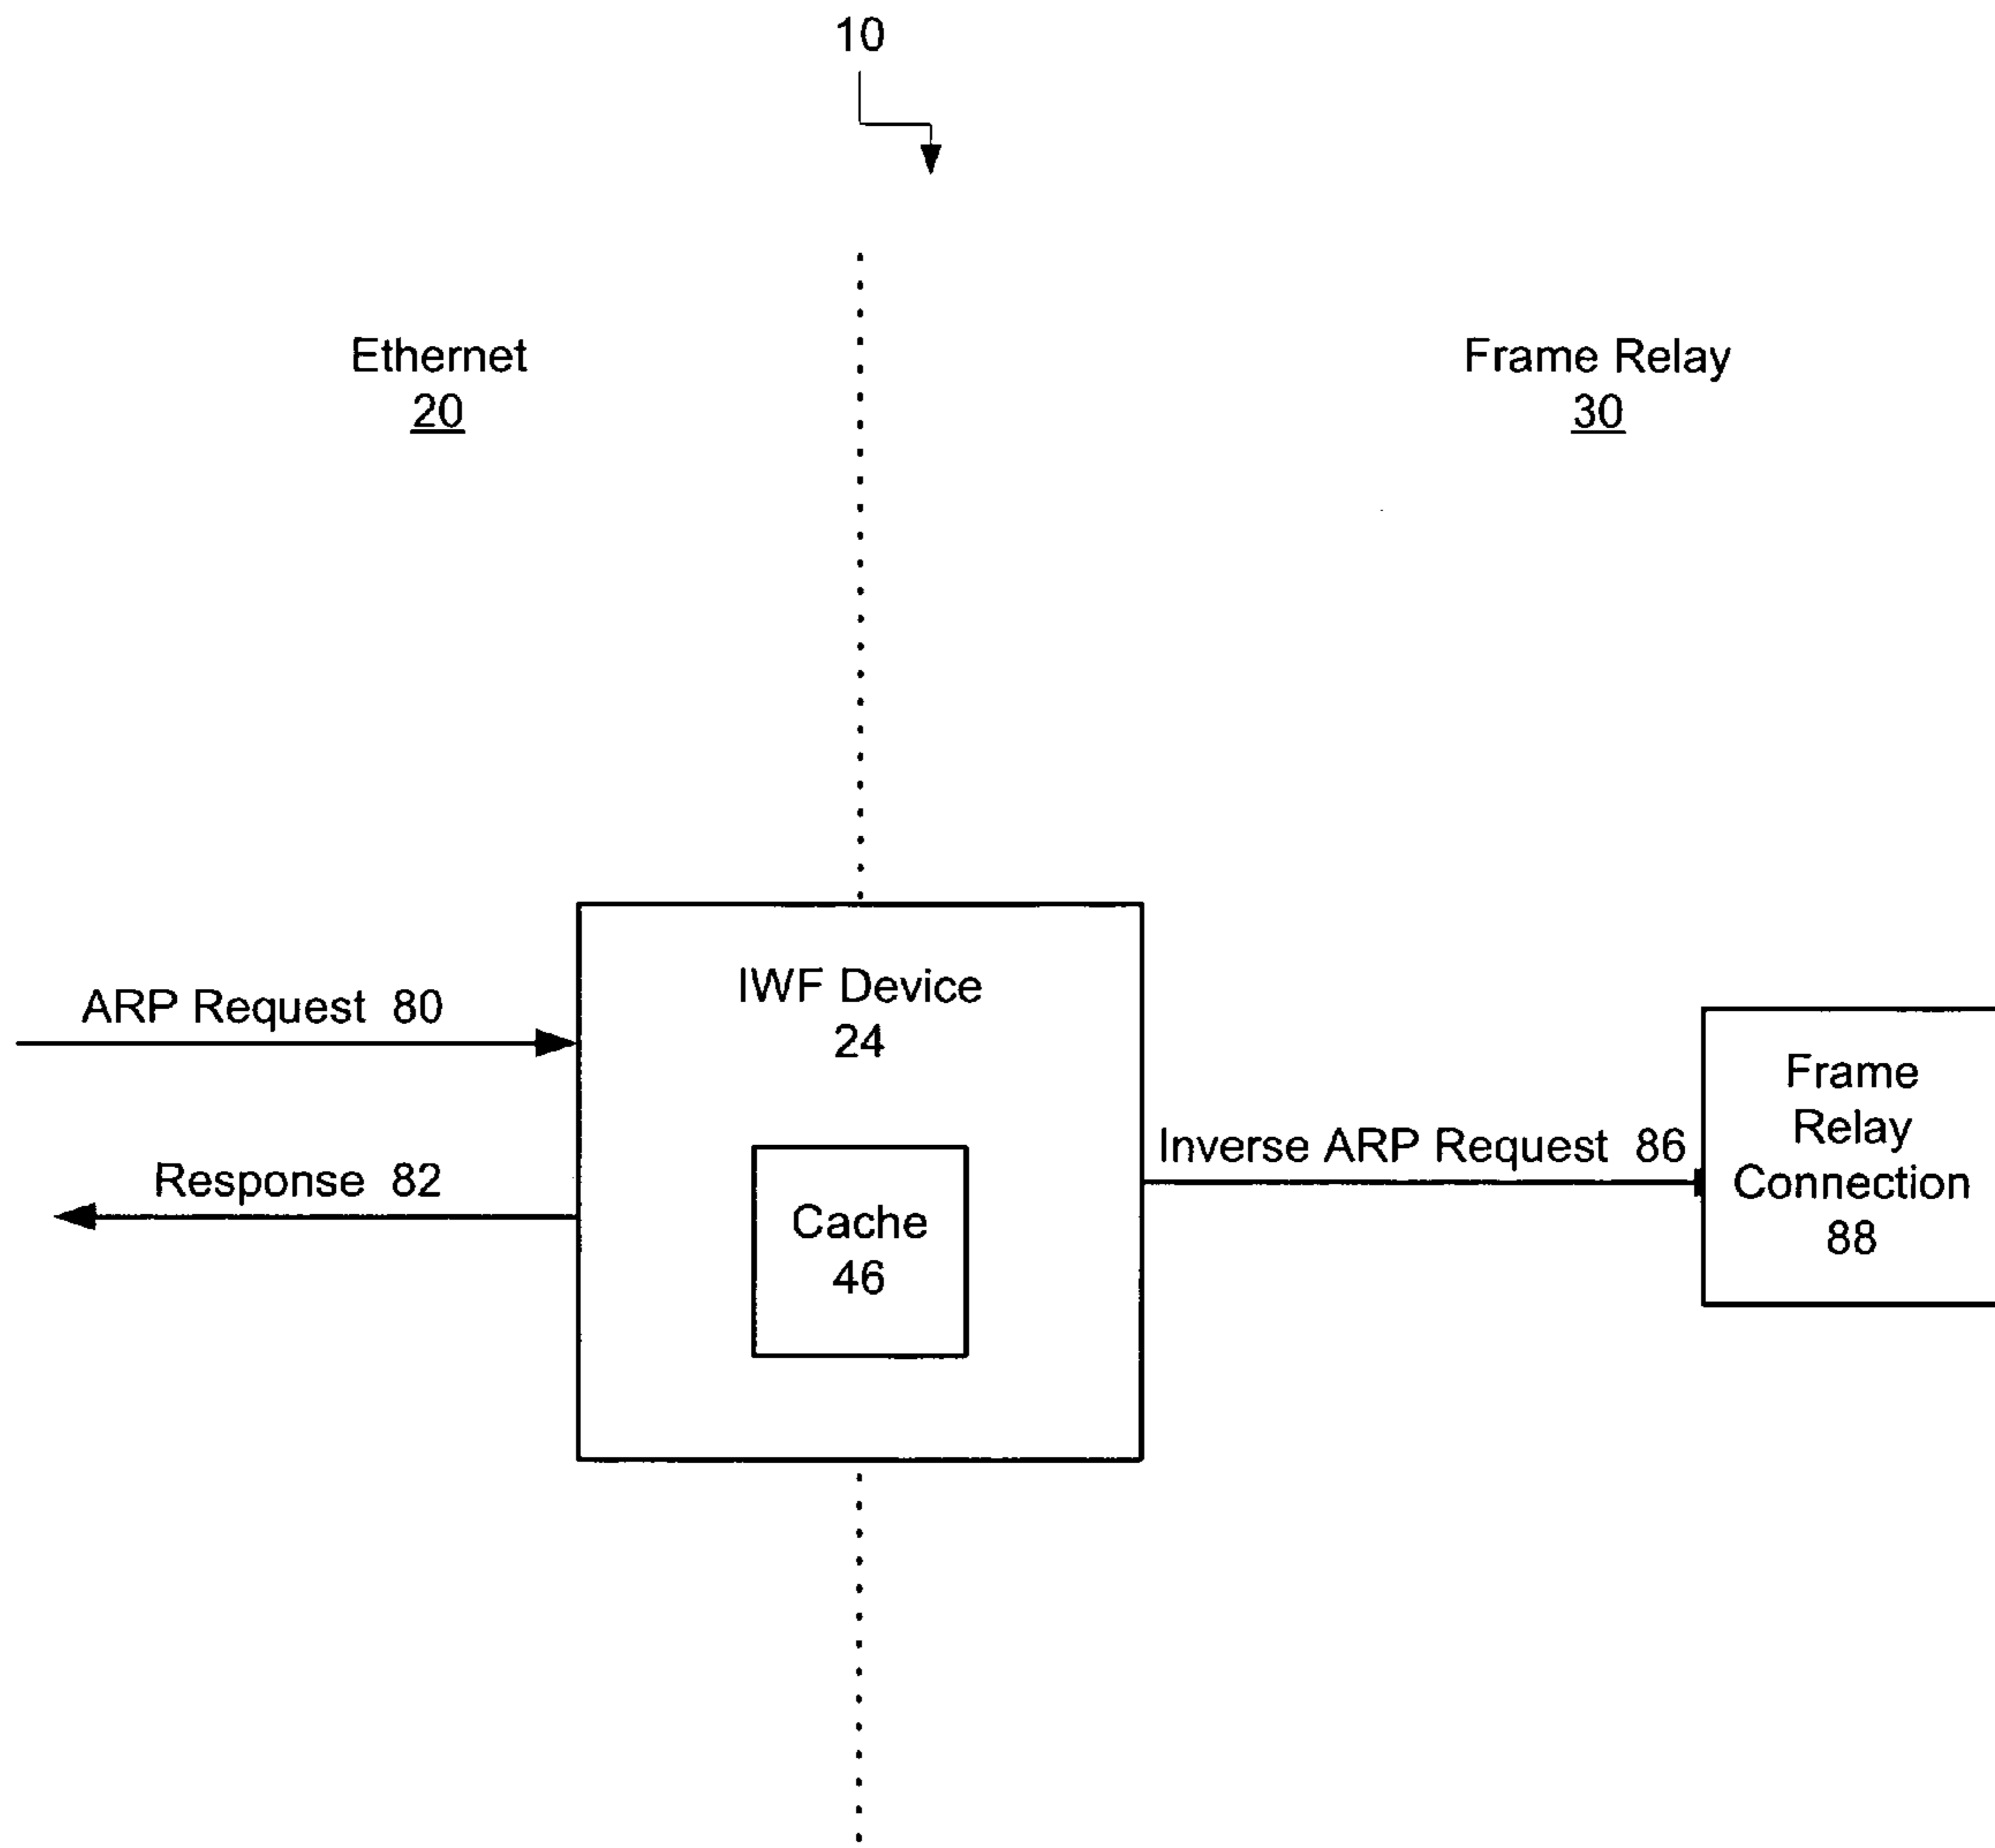 10
Ethernet
20
Frame Relay
30
IWF Device
24
ARP Request 80
Response 82
Cache
46
Inverse ARP Request 86
Frame
Relay
Connection
88